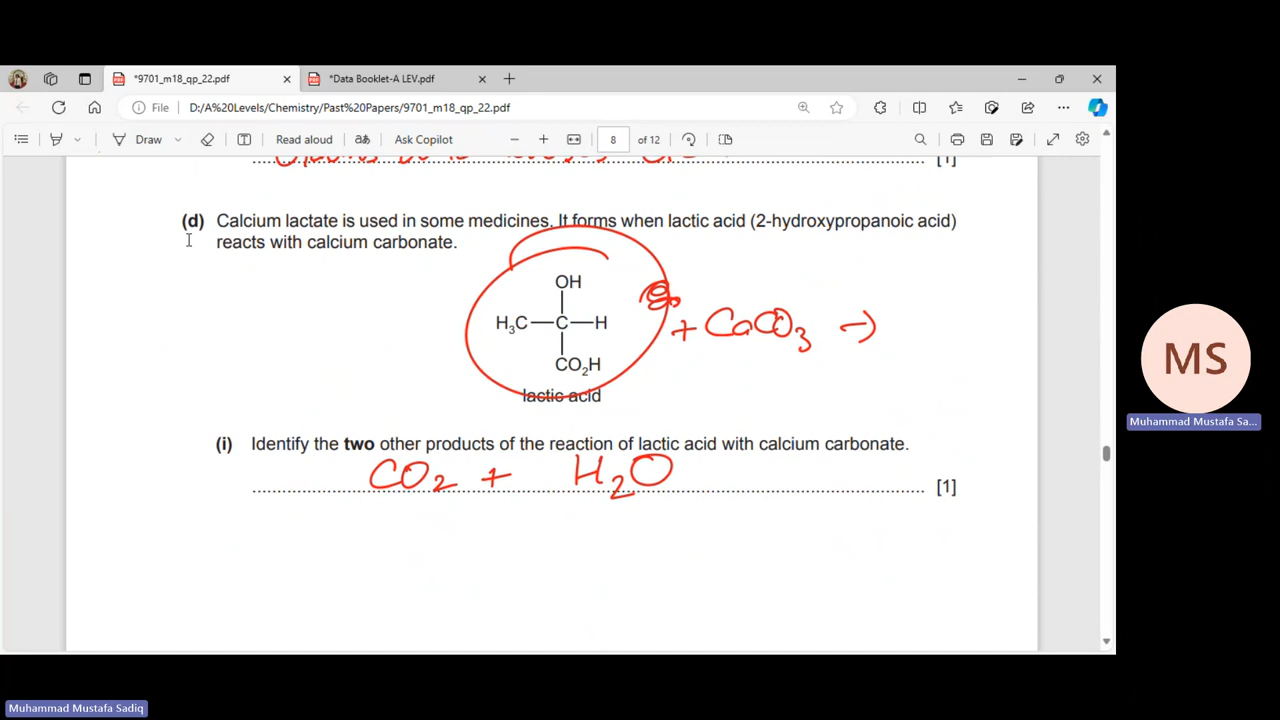 *9701_m18_qp_22.pdf
*Data Booklet-A LEV.pdf
File D:/A%20Levels/Chemistry/Past%20Papers/9701_m18_qp_22.pdf
Draw Read aloud aあ Ask Copilot 8 of 12
[1]
(d) Calcium lactate is used in some medicines. It forms when lactic acid (2-hydroxypropanoic acid)
reacts with calcium carbonate.
OH
H₃C—C—H
+ CaCO₃ →
CO₂H
lactic acid
(i) Identify the two other products of the reaction of lactic acid with calcium carbonate.
CO₂ + H₂O
[1]
MS
Muhammad Mustafa Sa...
Muhammad Mustafa Sadiq